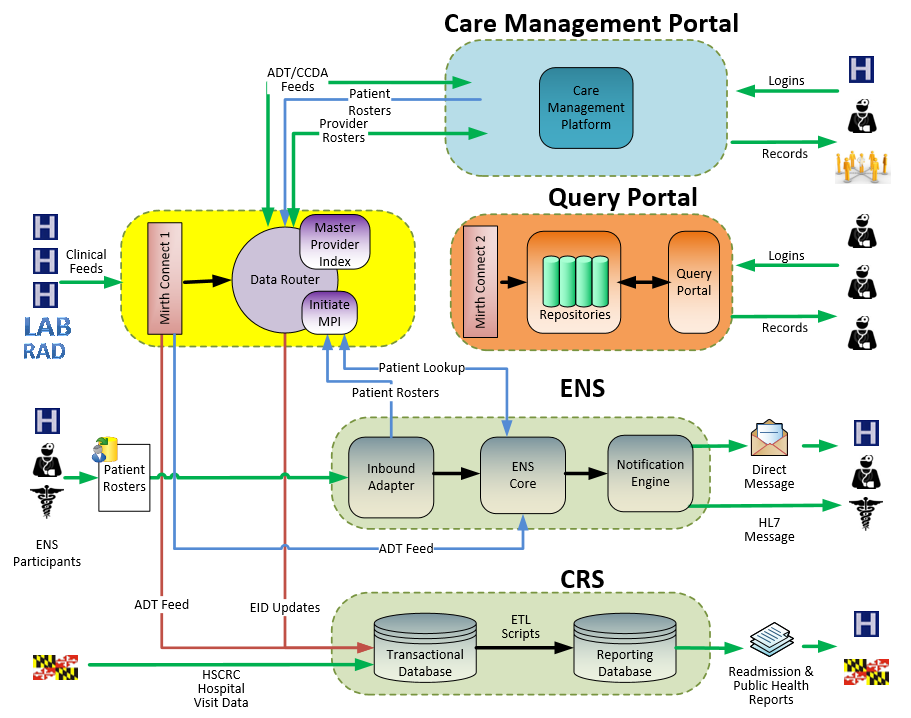 Care Management Portal
ADT/CCDA
Feeds
Patient
Rosters
Provider
Rosters
Care
Management
Platform
Logins
H
Records
Query Portal
H
H
H
LAB
RAD
Clinical
Feeds
Mirth Connect 1
Data Router
Master
Provider
Index
Initiate
MPI
Mirth Connect 2
Repositories
Query
Portal
Logins
Records
Patient Lookup
Patient Rosters
ENS
H
Patient
Rosters
ENS
Participants
Inbound
Adapter
ENS
Core
Notification
Engine
Direct
Message
HL7
Message
H
ADT Feed
CRS
ADT Feed
EID Updates
HSCRC
Hospital
Visit Data
Transactional
Database
ETL
Scripts
Reporting
Database
Readmission &
Public Health
Reports
H